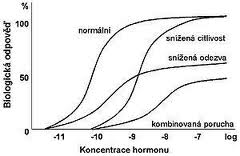 %
100
normální
snížená citlivost
snížená odezva
50
kombinovaná porucha
Biologická odpověď
-11 -10 -9 -8 -7 log
Koncentrace hormonu